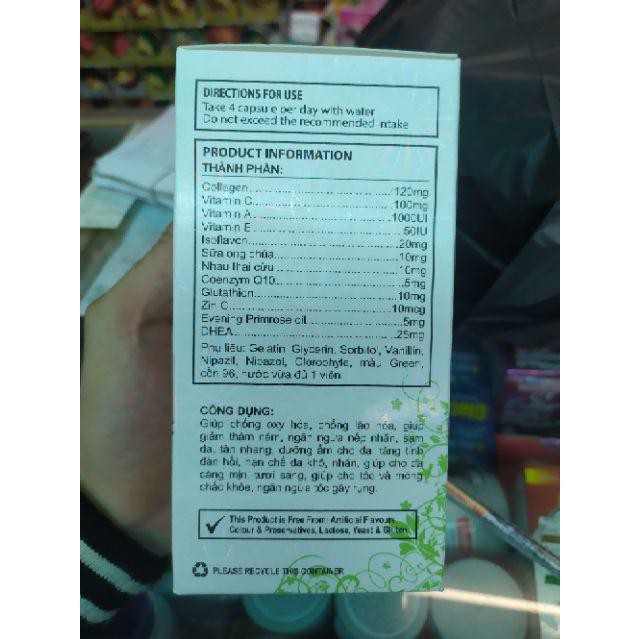 DIRECTIONS FOR USE
Take 4 capsule per day with water
Do not exceed the recommended intake
PRODUCT INFORMATION
THÀNH PHẦN:
Collagen 120mg
Vitamin C 100mg
Vitamin A 1000UI
Vitamin E 50IU
Isoflavon 20mg
Sữa ong chúa 10mg
Nhau thai cừu 10mg
Coenzym Q10 5mg
Glutathion 10mg
Zin C 10mcg
Evening Primrose oil 5mg
DHEA 25mg
Phụ liệu: Gelatin, Glycerin, Sorbitol, Vanillin,
Nipazil, Nipazol, Clorophyle, màu Green,
cồn 96, nước vừa đủ 1 viên.
CÔNG DỤNG:
Giúp chống oxy hóa, chống lão hóa, giúp
giảm thâm nám, ngăn ngừa nếp nhăn, sạm
da, tàn nhang, dưỡng ẩm cho da, tăng tính
đàn hồi, hạn chế da khô, nhăn, giúp cho da
căng mịn, tươi sáng, giúp cho tóc và móng
chắc khỏe, ngăn ngừa tóc gãy rụng.
This Product is Free From: Artificial Flavours
Colour & Preservatives, Lactose, Yeast & Gluten
PLEASE RECYCLE THIS CONTAINER